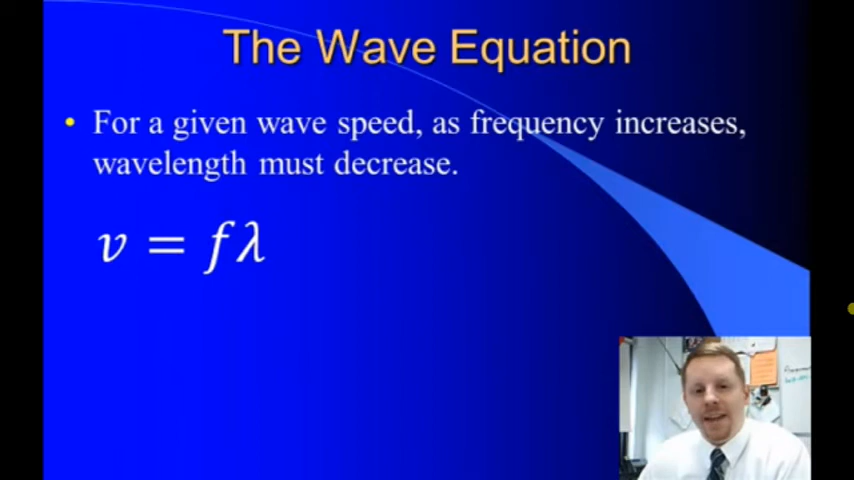 The Wave Equation
• For a given wave speed, as frequency increases,
wavelength must decrease.
v = fλ